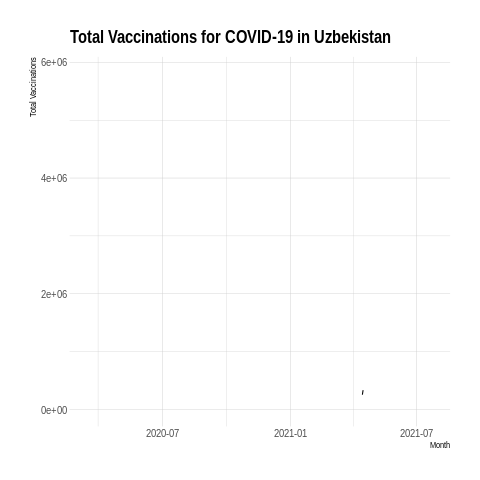 Total Vaccinations for COVID-19 in Uzbekistan
Total Vaccinations
6e+06
4e+06
2e+06
0e+00
2020-07
2021-01
2021-07
Month